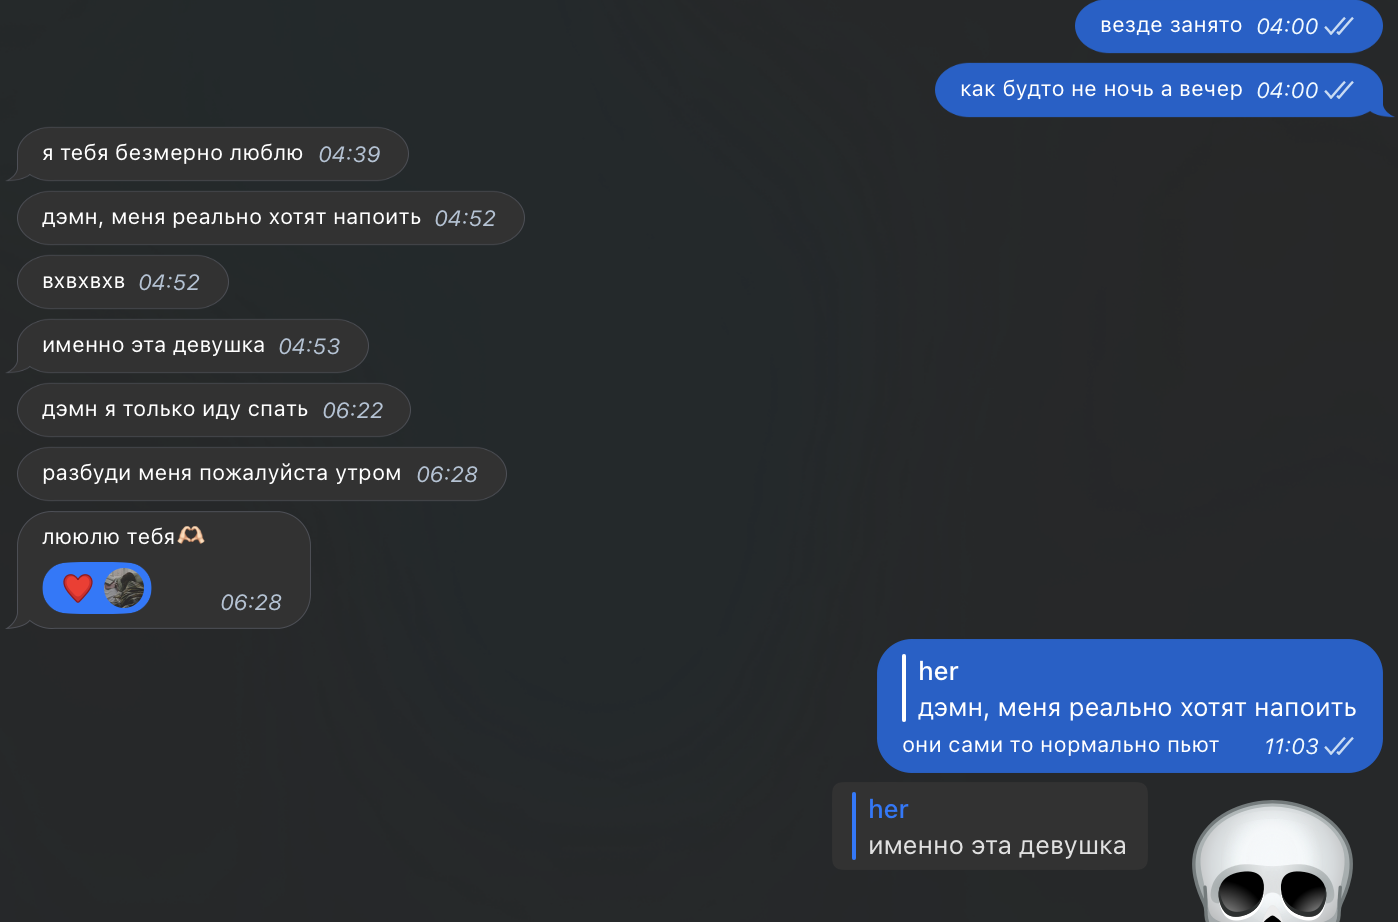 везде занято 04:00
как будто не ночь а вечер 04:00
я тебя безмерно люблю 04:39
дэмн, меня реально хотят напоить 04:52
вхвхвхв 04:52
именно эта девушка 04:53
дэмн я только иду спать 06:22
разбуди меня пожалуйста утром 06:28
лююлю тебя🫶🏻
06:28
her
дэмн, меня реально хотят напоить
они сами то нормально пьют 11:03
her
именно эта девушка